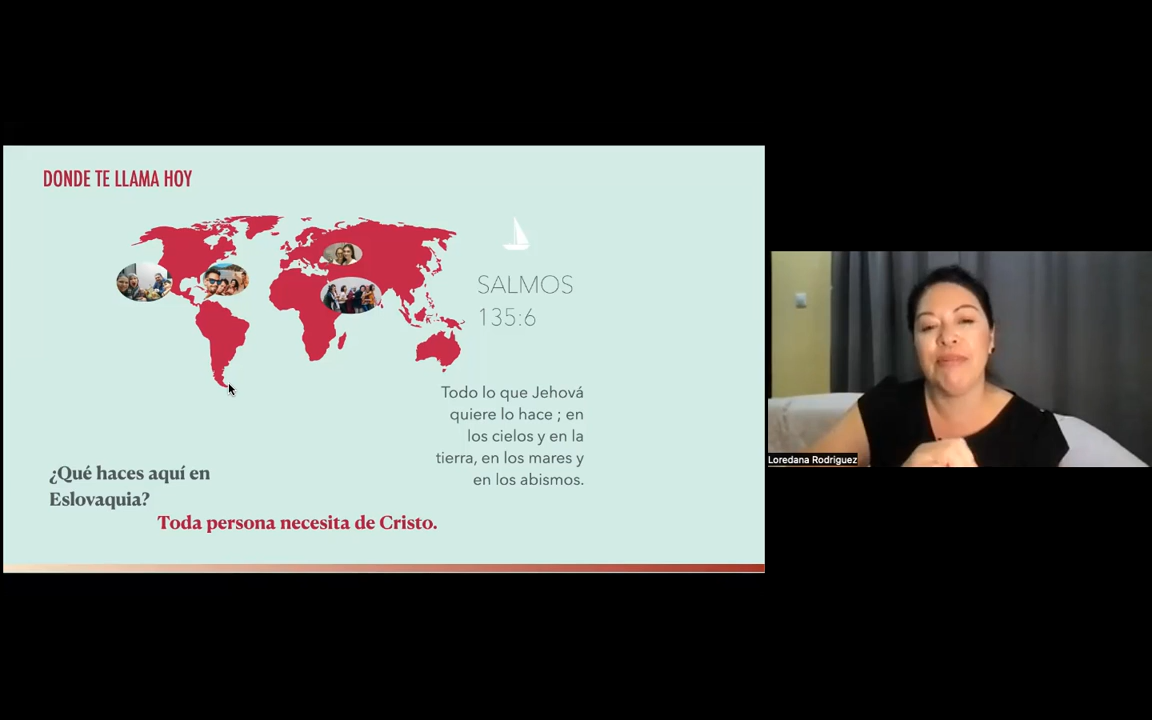 DONDE TE LLAMA HOY
SALMOS
135:6
Todo lo que Jehová
quiere lo hace ; en
los cielos y en la
tierra, en los mares y
en los abismos.
¿Qué haces aquí en
Eslovaquia?
Toda persona necesita de Cristo.
Loredana Rodriguez